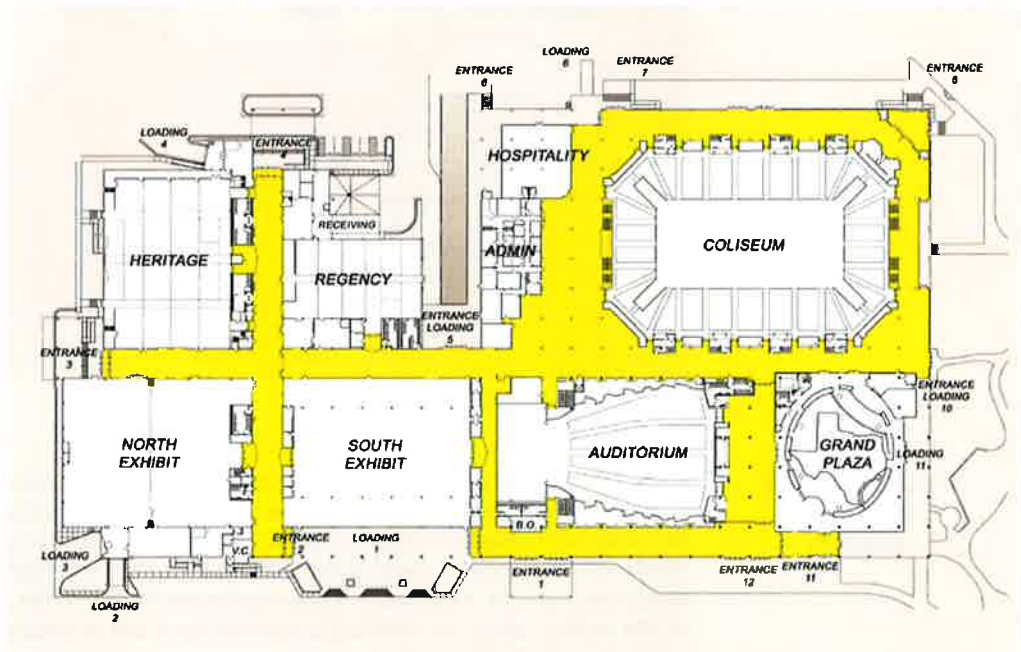 LOADING
6
ENTRANCE
7
ENTRANCE
6
ENTRANCE
6
LOADING
4
ENTRANCE
4
HOSPITALITY
RECEIVING
HERITAGE
REGENCY
ADMIN
COLISEUM
ENTRANCE
LOADING
5
ENTRANCE
3
ENTRANCE
LOADING
10
NORTH
EXHIBIT
SOUTH
EXHIBIT
AUDITORIUM
GRAND
PLAZA
LOADING
11
B.O.
V.C.
LOADING
3
ENTRANCE
2
LOADING
1
ENTRANCE
1
ENTRANCE
12
ENTRANCE
11
LOADING
2